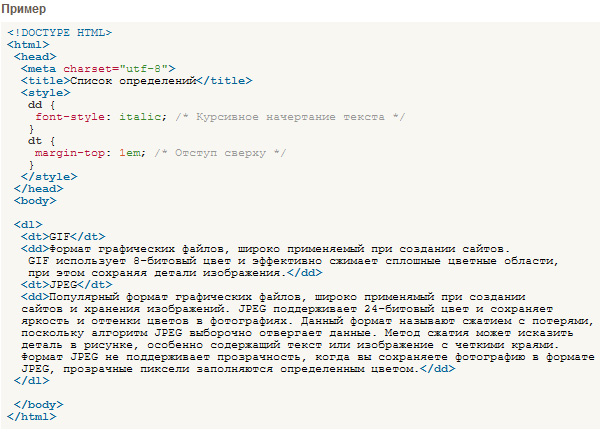 Пример
<!DOCTYPE HTML>
<html>
<head>
<meta charset="utf-8">
<title>Список определений</title>
<style>
dd {
font-style: italic; /* Курсивное начертание текста */
}
dt {
margin-top: 1em; /* Отступ сверху */
}
</style>
</head>
<body>
<dl>
<dt>GIF</dt>
<dd>Формат графических файлов, широко применяемый при создании сайтов.
GIF использует 8-битовый цвет и эффективно сжимает сплошные цветные области,
при этом сохраняя детали изображения.</dd>
<dt>JPEG</dt>
<dd>Популярный формат графических файлов, широко применямый при создании
сайтов и хранения изображений. JPEG поддерживает 24-битовый цвет и сохраняет
яркость и оттенки цветов в фотографиях. Данный формат называют сжатием с потерями,
поскольку алгоритм JPEG выборочно отвергает данные. Метод сжатия может исказить
деталь в рисунке, особенно содержащий текст или изображение с четкими краями.
Формат JPEG не поддерживает прозрачность, когда вы сохраняете фотографию в формате
JPEG, прозрачные пиксели заполняются определенным цветом.</dd>
</dl>
</body>
</html>